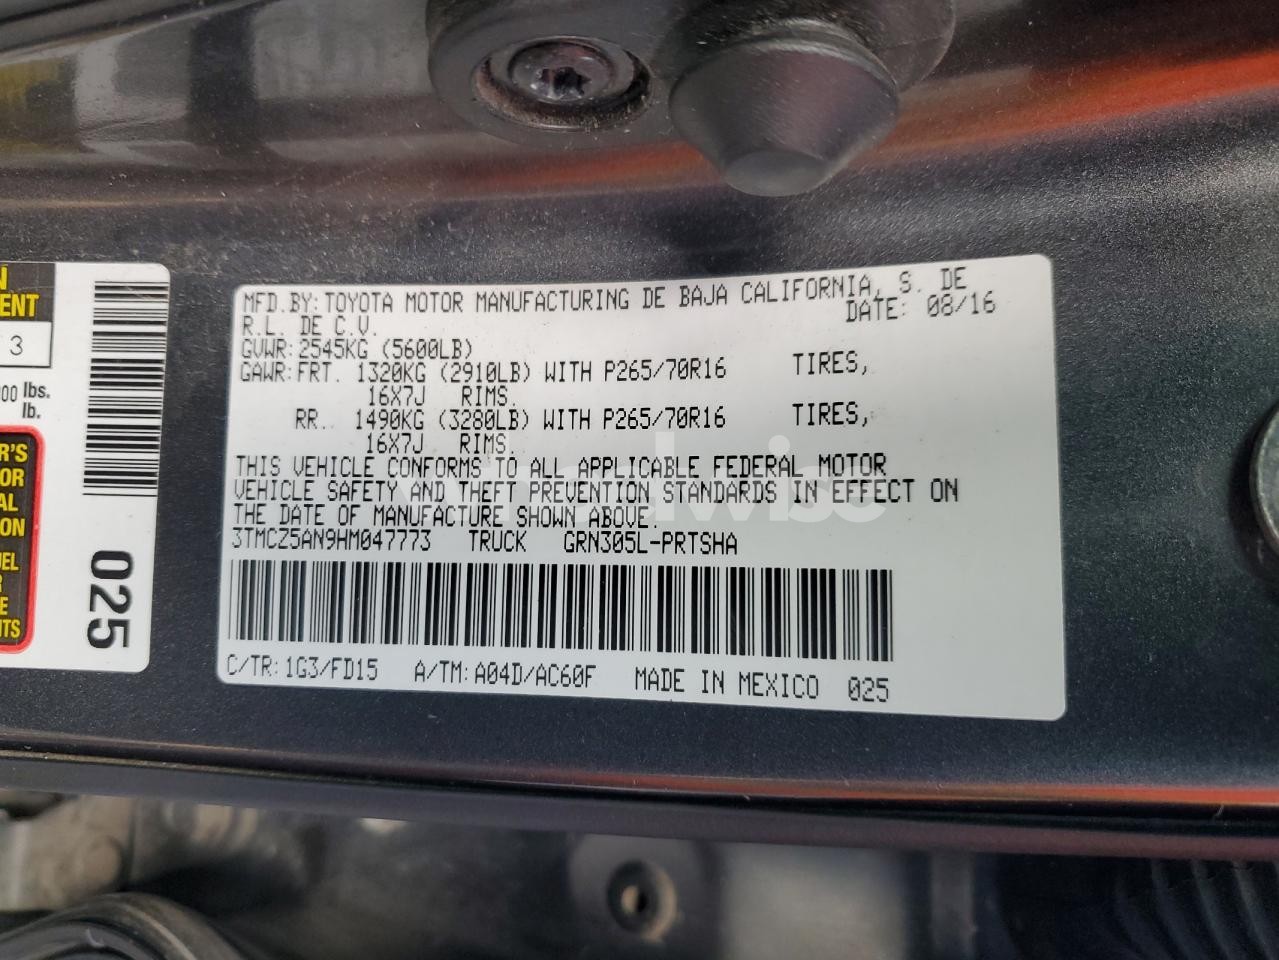 MFD.BY: TOYOTA MOTOR MANUFACTURING DE BAJA CALIFORNIA, S. DE
R.L. DE C.V. DATE: 08/16
GVWR: 2545KG (5600LB)
GAWR: FRT. 1320KG (2910LB) WITH P265/70R16 TIRES,
16X7J RIMS.
RR. 1490KG (3280LB) WITH P265/70R16 TIRES,
16X7J RIMS.
THIS VEHICLE CONFORMS TO ALL APPLICABLE FEDERAL MOTOR
VEHICLE SAFETY AND THEFT PREVENTION STANDARDS IN EFFECT ON
THE DATE OF MANUFACTURE SHOWN ABOVE.
3TMCZ5AN9HM047773 TRUCK GRN305L-PRTSHA
C/TR: 1G3/FD15 A/TM: A04D/AC60F MADE IN MEXICO 025
3
lbs.
lb.
025